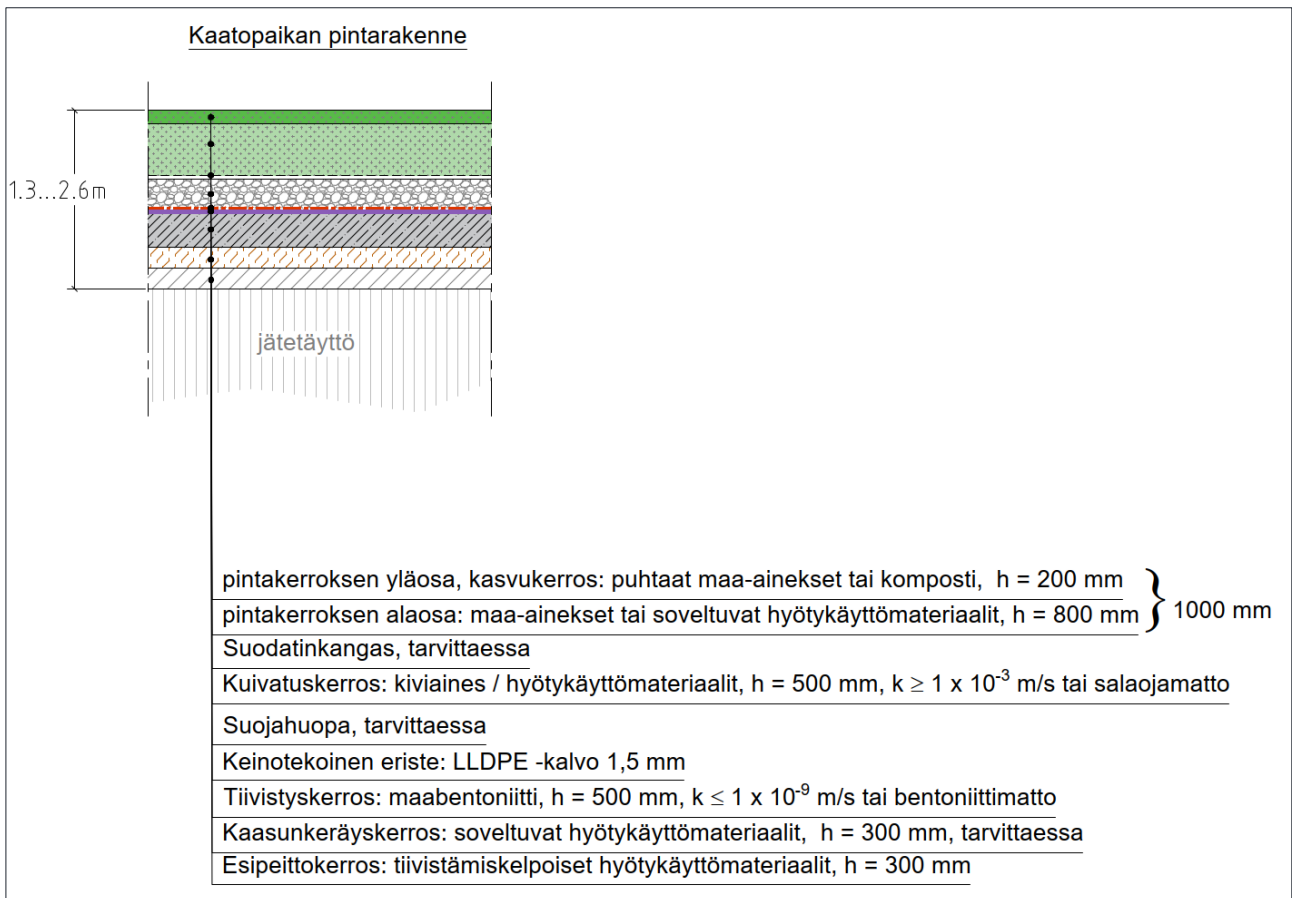 Kaatopaikan pintarakenne
1.3...2.6m
jätetäyttö
pintakerroksen yläosa, kasvukerros: puhtaat maa-ainekset tai komposti, h = 200 mm
pintakerroksen alaosa: maa-ainekset tai soveltuvat hyötykäyttömateriaalit, h = 800 mm
1000 mm
Suodatinkangas, tarvittaessa
Kuivatuskerros: kiviaines / hyötykäyttömateriaalit, h = 500 mm, k ≥ 1 x 10⁻³ m/s tai salaojamatto
Suojahuopa, tarvittaessa
Keinotekoinen eriste: LLDPE -kalvo 1,5 mm
Tiivistyskerros: maabentoniitti, h = 500 mm, k ≤ 1 x 10⁻⁹ m/s tai bentoniittimatto
Kaasunkeräyskerros: soveltuvat hyötykäyttömateriaalit, h = 300 mm, tarvittaessa
Esipeittokerros: tiivistämiskelpoiset hyötykäyttömateriaalit, h = 300 mm